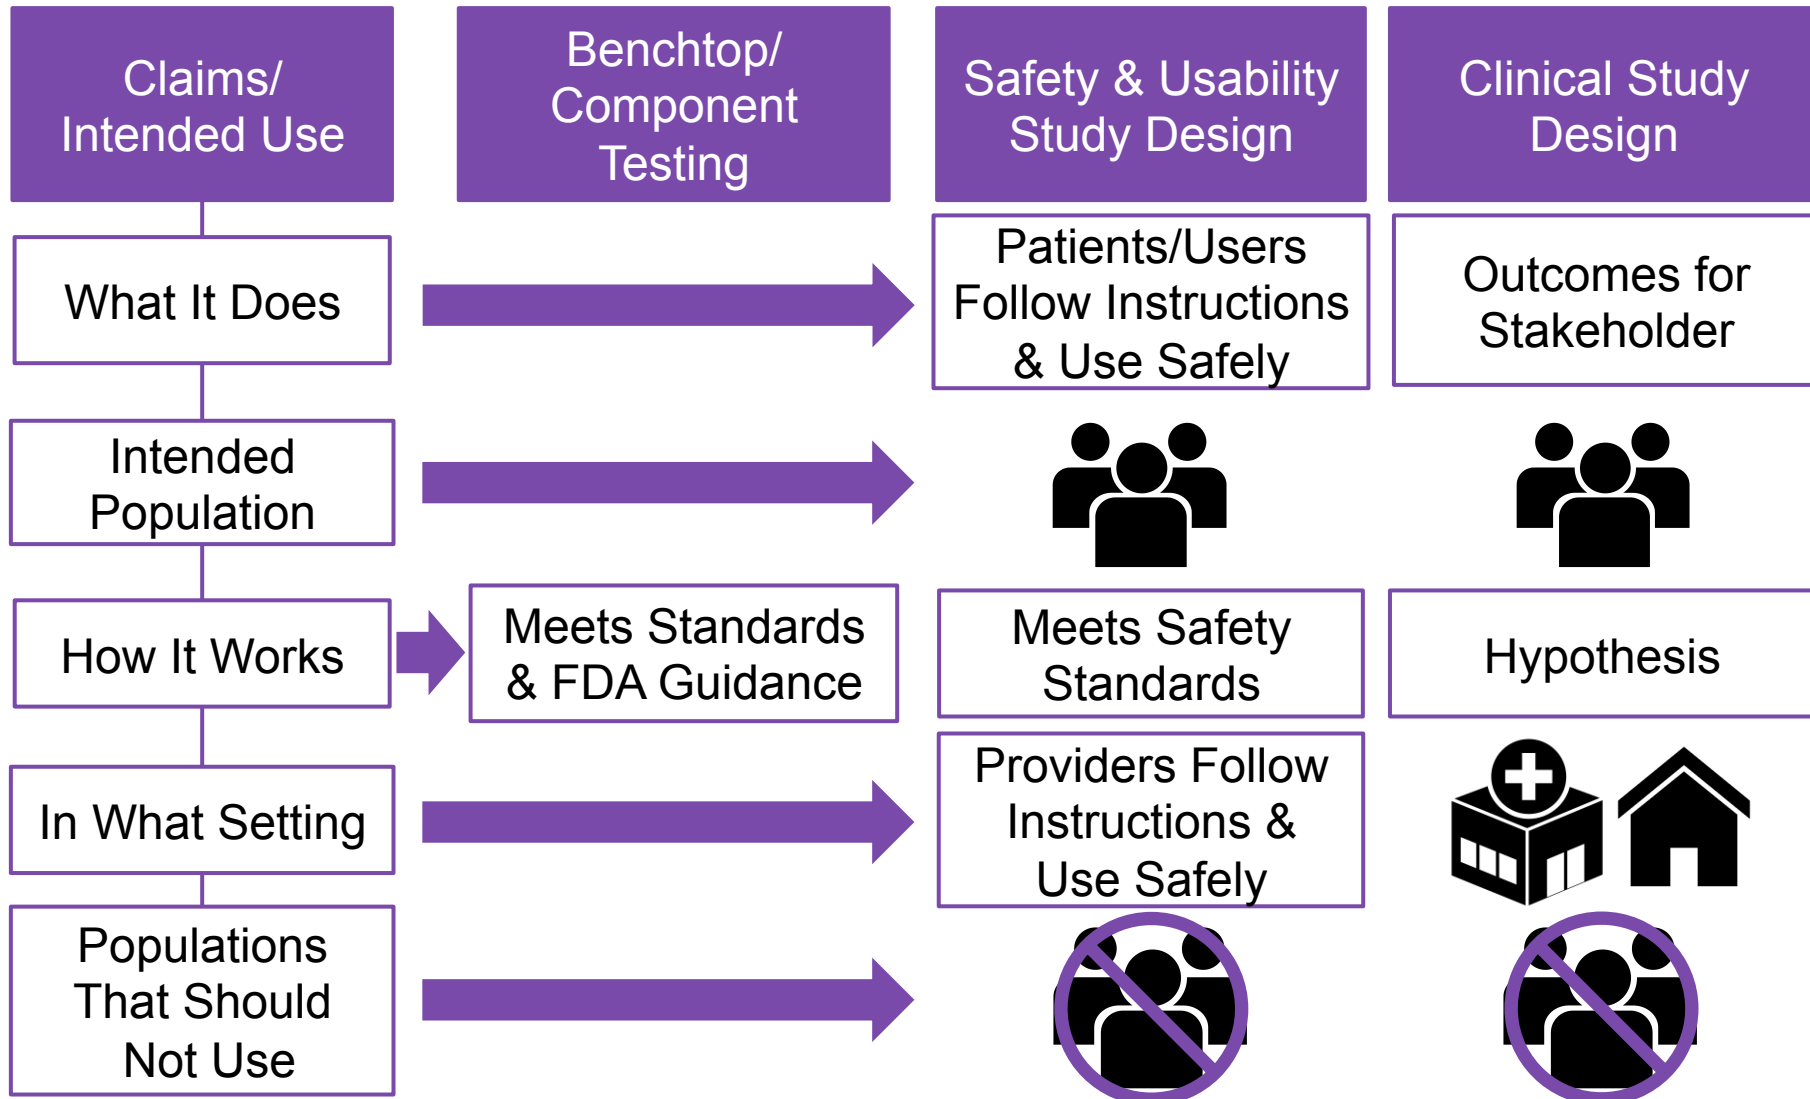 Claims/
Intended Use
Benchtop/
Component
Testing
Safety & Usability
Study Design
Clinical Study
Design
What It Does
Patients/Users
Follow Instructions
& Use Safely
Outcomes for
Stakeholder
Intended
Population
How It Works
Meets Standards
& FDA Guidance
Meets Safety
Standards
Hypothesis
In What Setting
Providers Follow
Instructions &
Use Safely
Populations
That Should
Not Use